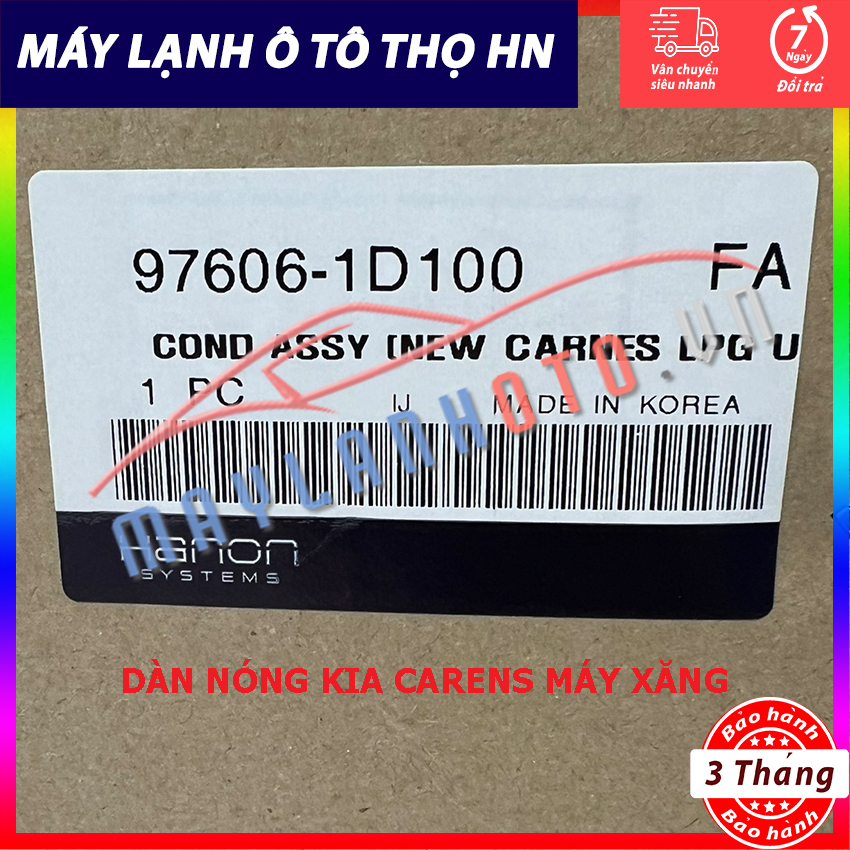 MÁY LẠNH Ô TÔ THỌ HN
Vân chuyển
siêu nhanh
7
Ngày
Đổi trả
97606-1D100 FA
COND ASSY (NEW CARNES LPG U
1 PC IJ MADE IN KOREA
MAYLANHOTO.VN
Hanon
SYSTEMS
DÀN NÓNG KIA CARENS MÁY XĂNG
Bảo hành
3 Tháng
Bảo hành